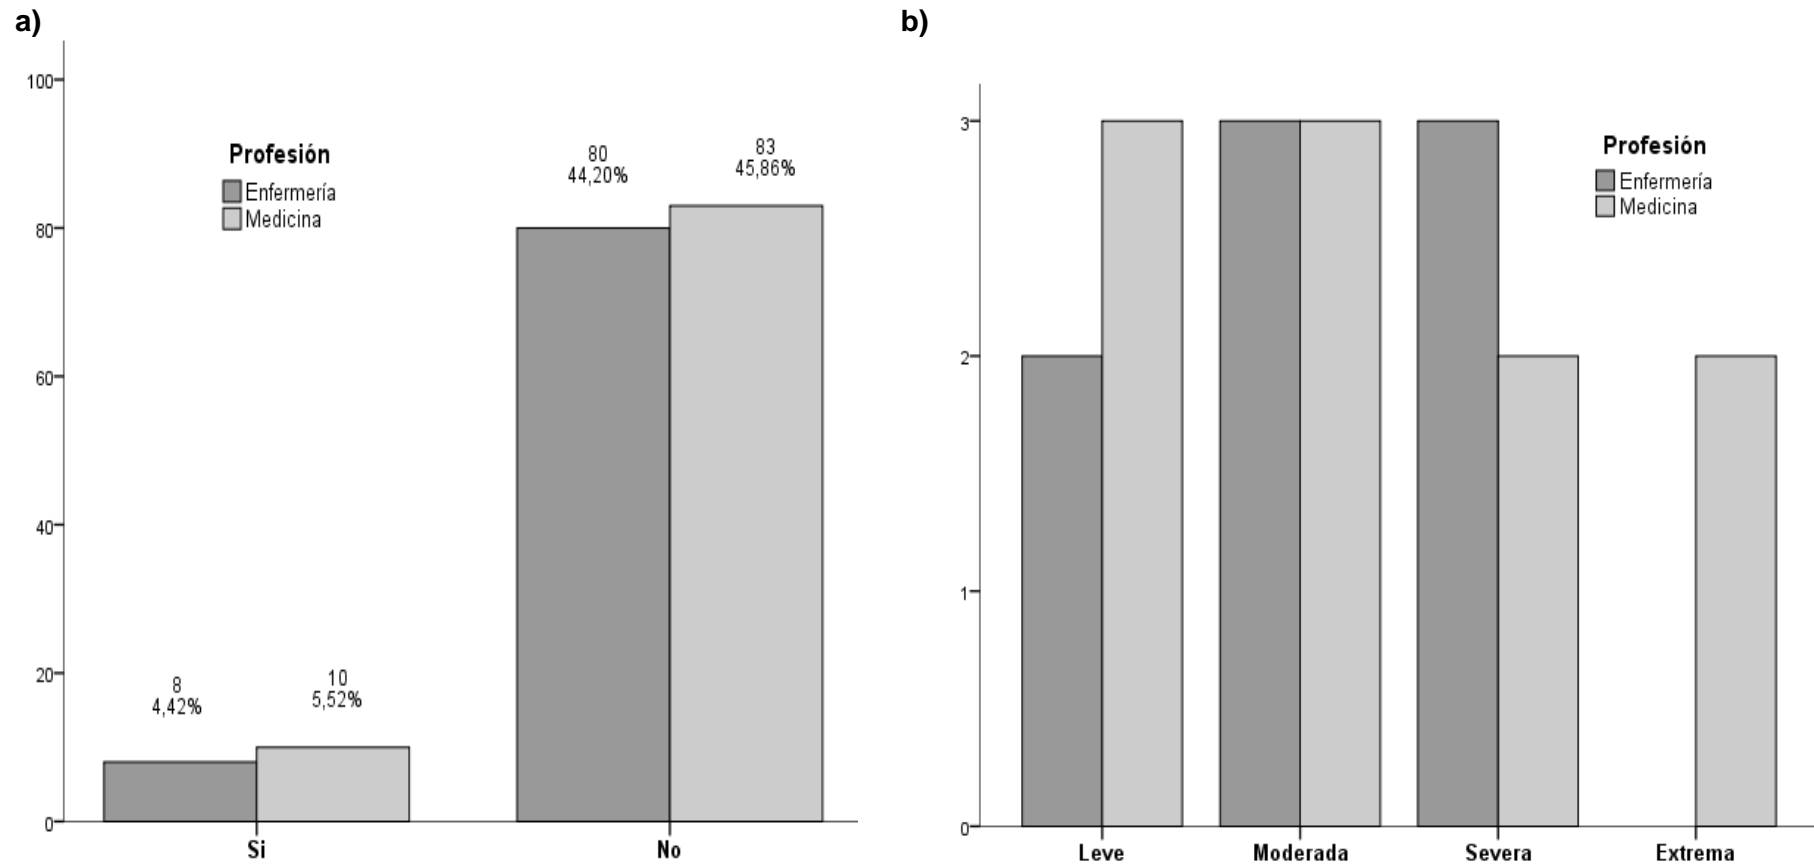 a)
100
80
60
40
20
0
Profesión
Enfermería
Medicina
8
4,42%
10
5,52%
80
44,20%
83
45,86%
Si
No
b)
3
2
1
0
Profesión
Enfermería
Medicina
Leve
Moderada
Severa
Extrema